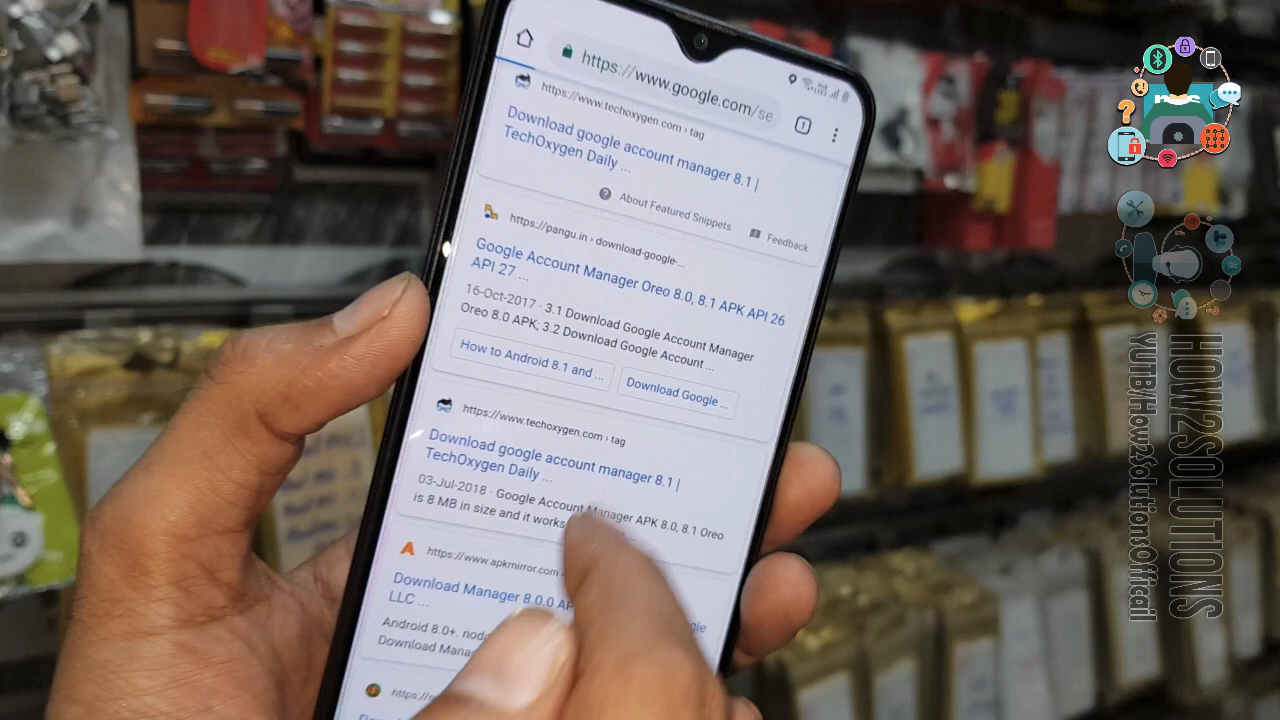 https://www.google.com/se
https://www.techoxygen.com › tag
Download google account manager 8.1 |
TechOxygen Daily ...
About Featured Snippets
Feedback
https://pangu.in › download-google-...
Google Account Manager Oreo 8.0, 8.1 APK API 26
API 27 ...
16-Oct-2017 · 3.1 Download Google Account Manager
Oreo 8.0 APK; 3.2 Download Google Account ...
How to Android 8.1 and ...
Download Google ...
https://www.techoxygen.com › tag
Download google account manager 8.1 |
TechOxygen Daily ...
03-Jul-2018 · Google Account Manager APK 8.0, 8.1 Oreo
is 8 MB in size and it works
https://www.apkmirror.com
Download Manager 8.0.0
LLC ...
Android 8.0+
Download
https://
HOW2SOLUTIONS
YUTB/How2SolutionsOfficail